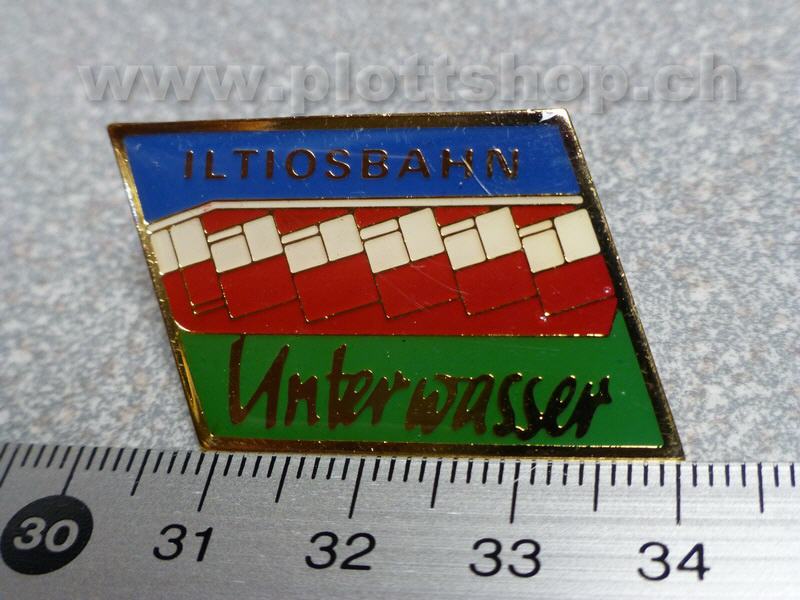 www.plottshop.ch
ILTIOSBAHN
Unterwasser
30 31 32 33 34